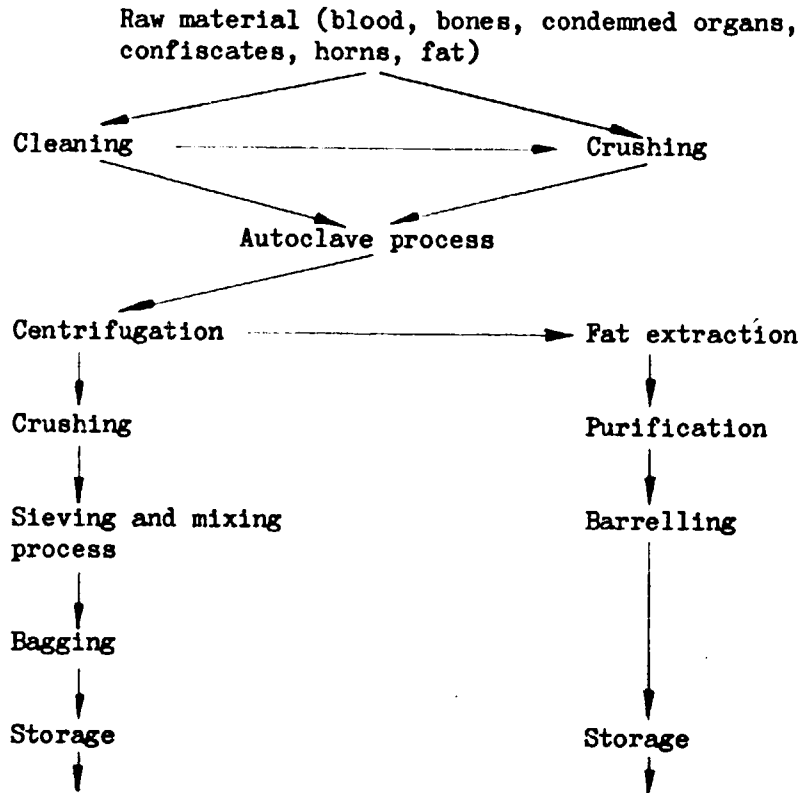 Raw material (blood, bones, condemned organs,
confiscates, horns, fat)
Cleaning
Crushing
Autoclave process
Centrifugation
Fat extraction
Crushing
Purification
Sieving and mixing
process
Barrelling
Bagging
Storage
Storage